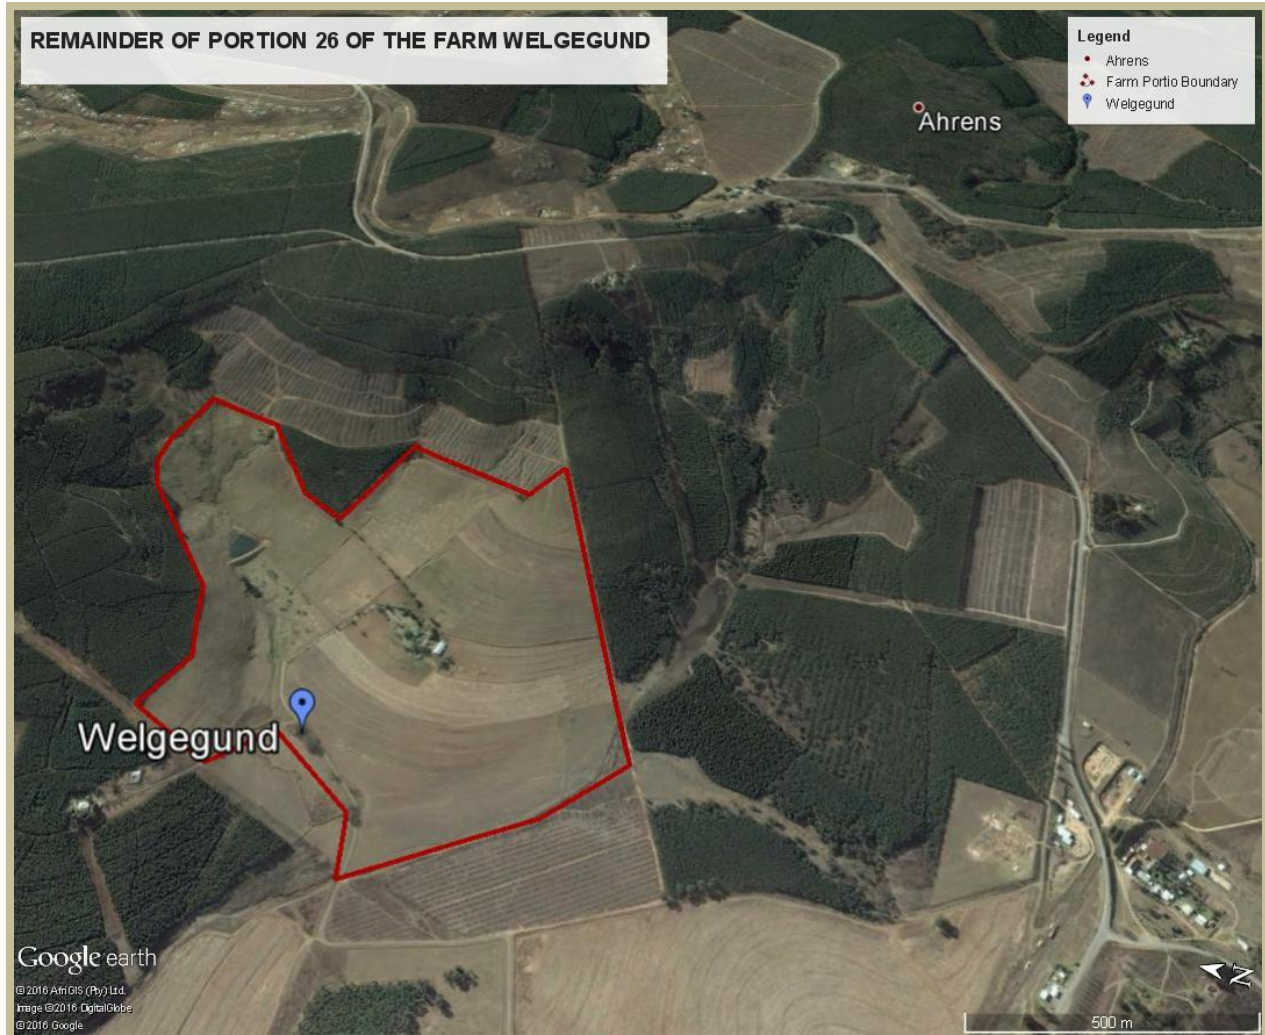 REMAINDER OF PORTION 26 OF THE FARM WELGEGUND
Legend
Ahrens
Farm Portio Boundary
Welgegund
Ahrens
Welgegund
Google earth
© 2016 AfriGIS (Pty) Ltd.
Image © 2016 DigitalGlobe
© 2016 Google
N
500 m